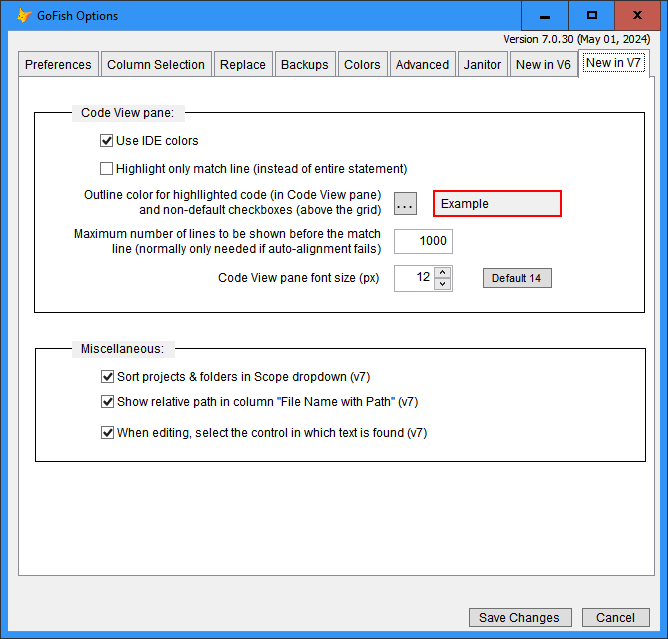 GoFish Options
Version 7.0.30 (May 01, 2024)
Preferences Column Selection Replace Backups Colors Advanced Janitor New in V6 New in V7
Code View pane:
Use IDE colors
Highlight only match line (instead of entire statement)
Outline color for highllighted code (in Code View pane)
and non-default checkboxes (above the grid)
... Example
Maximum number of lines to be shown before the match
line (normally only needed if auto-alignment fails)
1000
Code View pane font size (px) 12 Default 14
Miscellaneous:
Sort projects & folders in Scope dropdown (v7)
Show relative path in column "File Name with Path" (v7)
When editing, select the control in which text is found (v7)
Save Changes Cancel